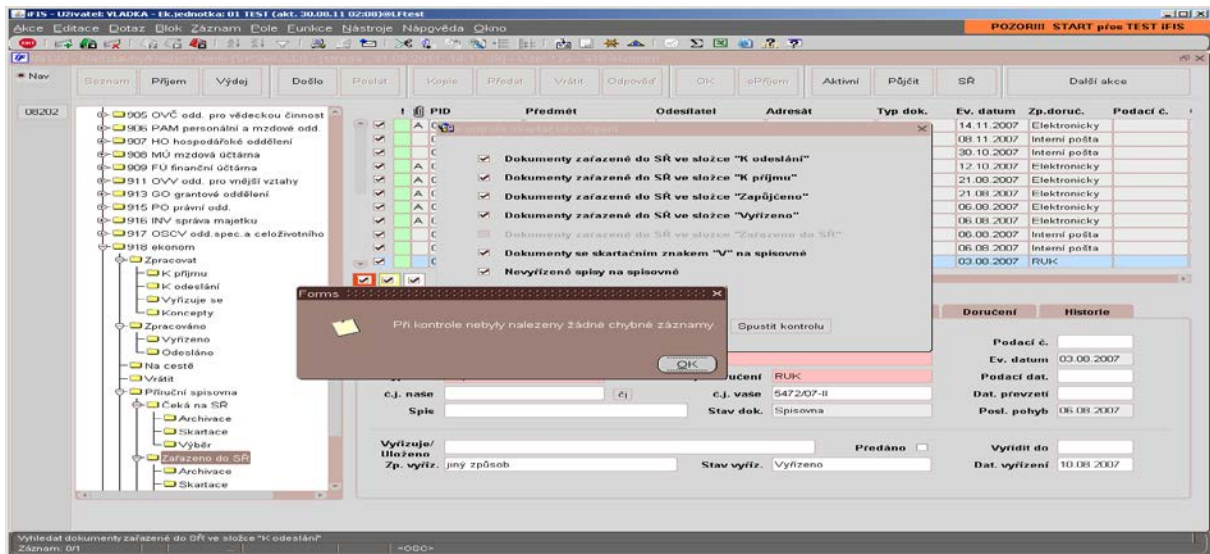 iFIS - Uživatel: VLADKA - Ek.jednotka: 01 TEST (akt. 30.08.11 02:08)@LFtest
Akce Editace Dotaz Blok Záznam Pole Funkce Nástroje Nápověda Okno
POZOR!!! START přes TEST iFIS
Nav
Seznam Příjem Výdej Došlo Poslat Kopie Předat Vrátit Odpověď OK ePříjem Aktivní Půjčit SŘ Další akce
08202
! PID Předmět Odesílatel Adresát Typ dok. Ev. datum Zp.doruč. Podací č.
905 OVČ odd. pro vědeckou činnost
906 PAM personální a mzdové odd.
907 HO hospodářské oddělení
908 MÚ mzdová účtárna
909 FÚ finanční účtárna
911 OVV odd. pro vnější vztahy
913 GO grantové oddělení
915 PO právní odd.
916 INV správa majetku
917 OSCV odd.spec.a celoživotního
918 ekonom
Zpracovat
K příjmu
K odeslání
Vyřizuje se
Koncepty
Zpracováno
Vyřízeno
Odesláno
Na cestě
Vrátit
Příruční spisovna
Čeká na SŘ
Archivace
Skartace
Výběr
Zařazeno do SŘ
Archivace
Skartace
14.11.2007 Elektronicky
08.11.2007 Interní pošta
30.10.2007 Interní pošta
12.10.2007 Elektronicky
21.08.2007 Elektronicky
21.08.2007 Elektronicky
06.08.2007 Elektronicky
06.08.2007 Elektronicky
06.08.2007 Interní pošta
06.08.2007 Interní pošta
03.08.2007 RUK
Dokumenty zařazené do SŘ ve složce "K odeslání"
Dokumenty zařazené do SŘ ve složce "K příjmu"
Dokumenty zařazené do SŘ ve složce "Zapůjčeno"
Dokumenty zařazené do SŘ ve složce "Vyřízeno"
Dokumenty zařazené do SŘ ve složce "Zařazeno do SŘ"
Dokumenty se skartačním znakem "V" na spisovně
Nevyřízené spisy na spisovně
Spustit kontrolu
Forms
Při kontrole nebyly nalezeny žádné chybné záznamy.
OK
Doručení Historie
Podací č.
Ev. datum 03.08.2007
RUK Podací dat.
č.j. naše čj č.j. vaše 5472/07-II Dat. převzetí
Spis Stav dok. Spisovna Posl. pohyb 06.08.2007
Vyřizuje/
Uloženo
Předáno Vyřídit do
Zp. vyříz. jiný způsob Stav vyříz. Vyřízeno Dat. vyřízení 10.08.2007
Vyhledat dokumenty zařazené do SŘ ve složce "K odeslání"
Záznam: 0/1 <OSC>